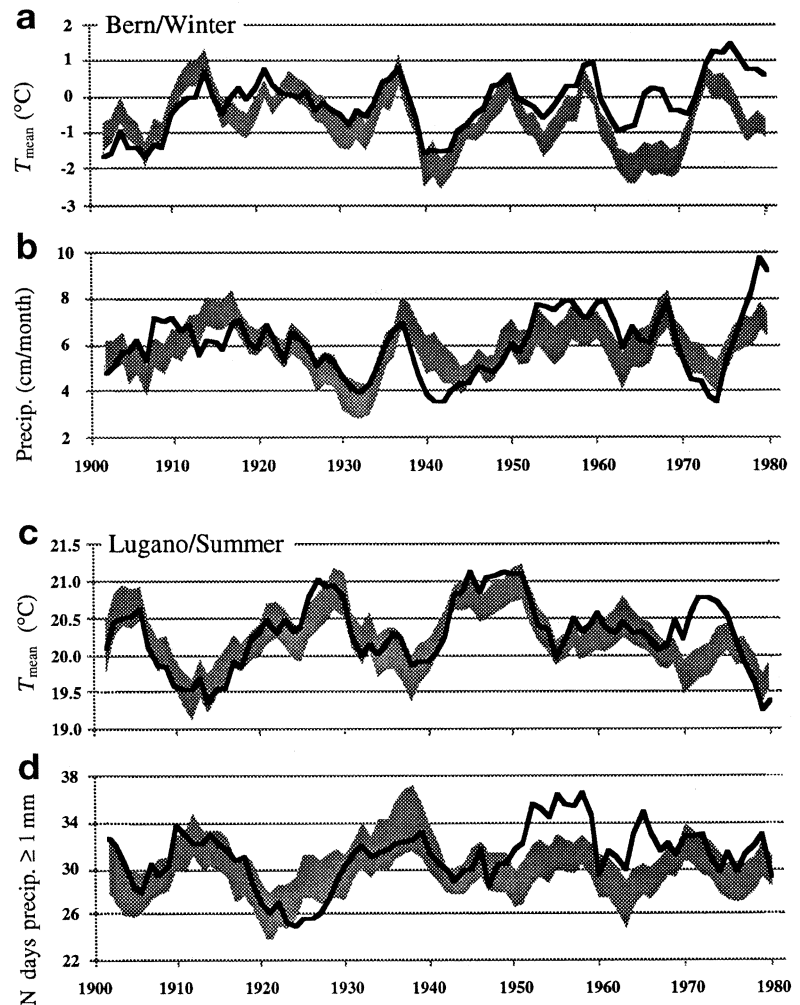 a
Bern/Winter
2
1
0
-1
-2
-3
T mean (°C)
b
10
8
6
4
2
Precip. (cm/month)
1900 1910 1920 1930 1940 1950 1960 1970 1980
c
Lugano/Summer
21.5
21.0
20.5
20.0
19.5
19.0
T mean (°C)
d
38
34
30
26
22
N days precip. ≥ 1 mm
1900 1910 1920 1930 1940 1950 1960 1970 1980